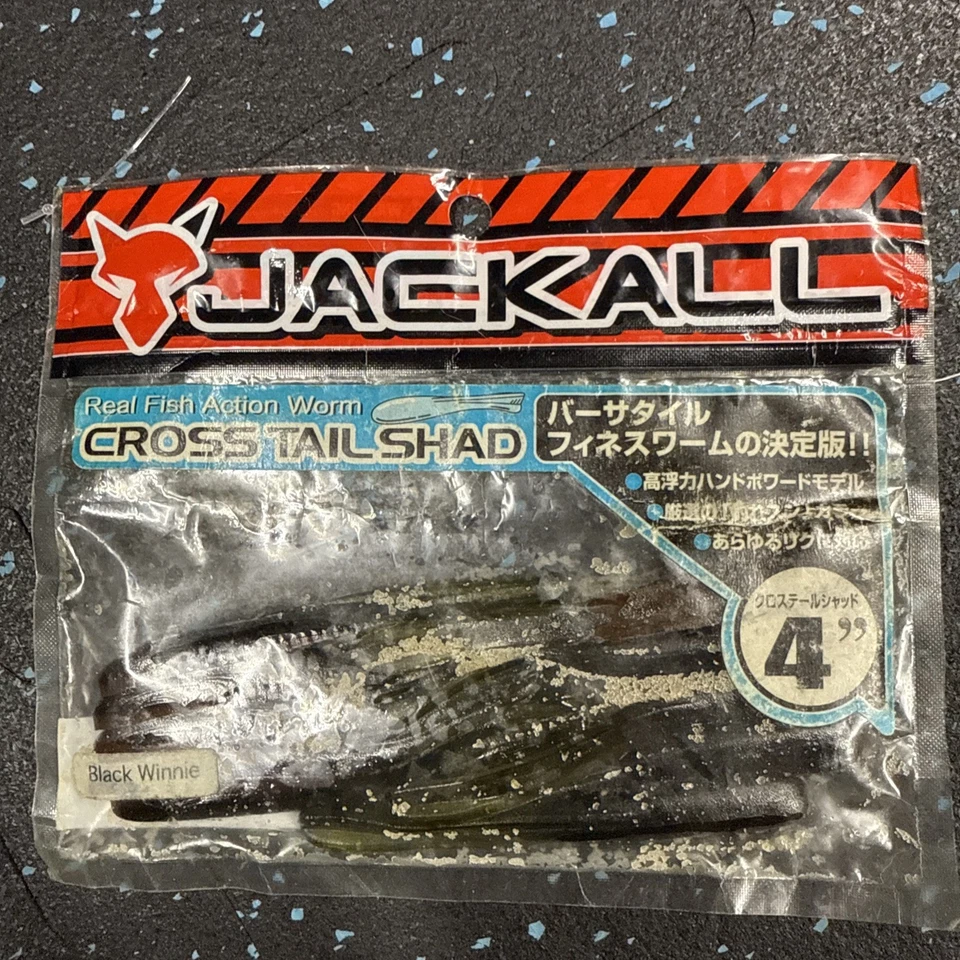 JACKALL
Real Fish Action Worm
CROSS TAIL SHAD
バーサタイル
フィネスワームの決定版!!
高浮力ハンドポワードモデル
厳選の
あらゆるリグに対応
クロステールシャッド
4"
Black Winnie